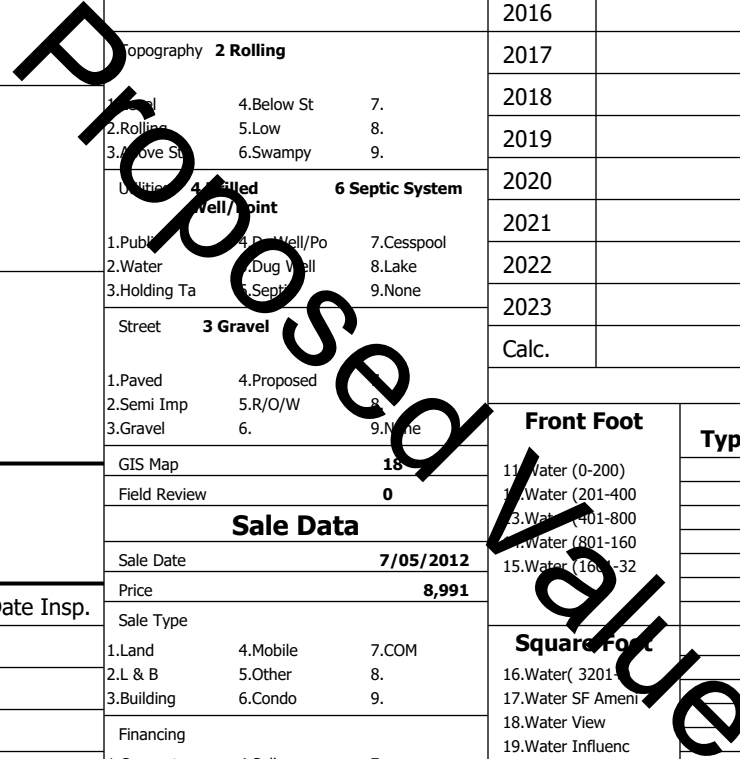 Topography 2 Rolling
1.Level 4.Below St 7.
2.Rolling 5.Low 8.
3.Above St 6.Swampy 9.
Utilities 4 Drilled 6 Septic System
Well/Point
1.Public 4.Dr Well/Po 7.Cesspool
2.Water 5.Dug Well 8.Lake
3.Holding Ta 6.Septic 9.None
Street 3 Gravel
1.Paved 4.Proposed 7.
2.Semi Imp 5.R/O/W 8.
3.Gravel 6. 9.None
GIS Map 18
Field Review 0
Sale Data
Sale Date 7/05/2012
Price 8,991
Sale Type
1.Land 4.Mobile 7.COM
2.L & B 5.Other 8.
3.Building 6.Condo 9.
Financing
Date Insp.
2016
2017
2018
2019
2020
2021
2022
2023
Calc.
Front Foot
Typ
11.Water (0-200)
12.Water (201-400
13.Water (401-800
14.Water (801-160
15.Water (1601-32
Square Foot
16.Water( 3201-
17.Water SF Ameni
18.Water View
19.Water Influenc
Proposed Value